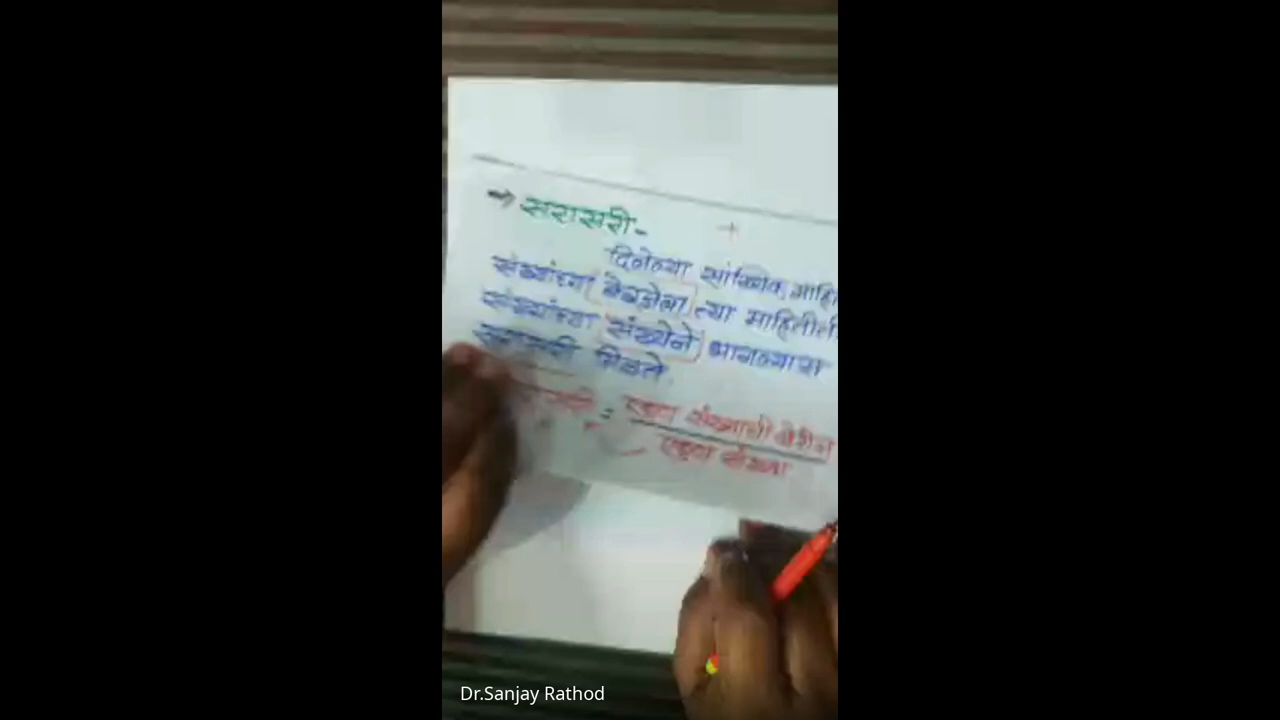 → सरासरी-
दिलेल्या सांख्यिक माहि
संख्यांच्या बेरजेला त्या माहितीती
संख्यांच्या संख्येने भागल्यास
सरासरी मिळते.
= एकूण संख्यांची बेरीज
एकूण संख्या
Dr.Sanjay Rathod